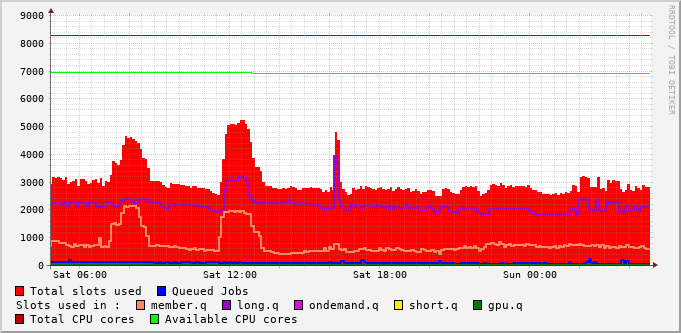 9000
8000
7000
6000
5000
4000
3000
2000
1000
0
Sat 06:00 Sat 12:00 Sat 18:00 Sun 00:00
RRDTOOL / TOBI OETIKER
Total slots used Queued Jobs
Slots used in : member.q long.q ondemand.q short.q gpu.q
Total CPU cores Available CPU cores